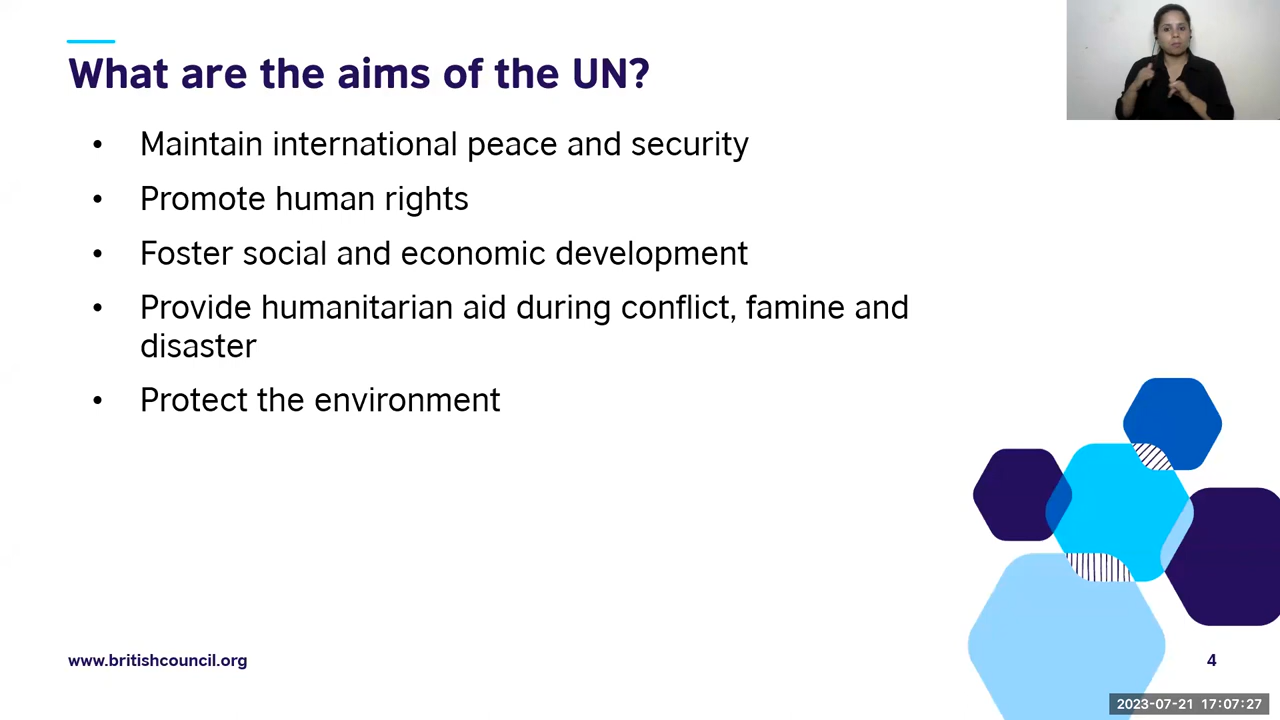 What are the aims of the UN?
• Maintain international peace and security
• Promote human rights
• Foster social and economic development
• Provide humanitarian aid during conflict, famine and
disaster
• Protect the environment
www.britishcouncil.org
4
2023-07-21 17:07:27